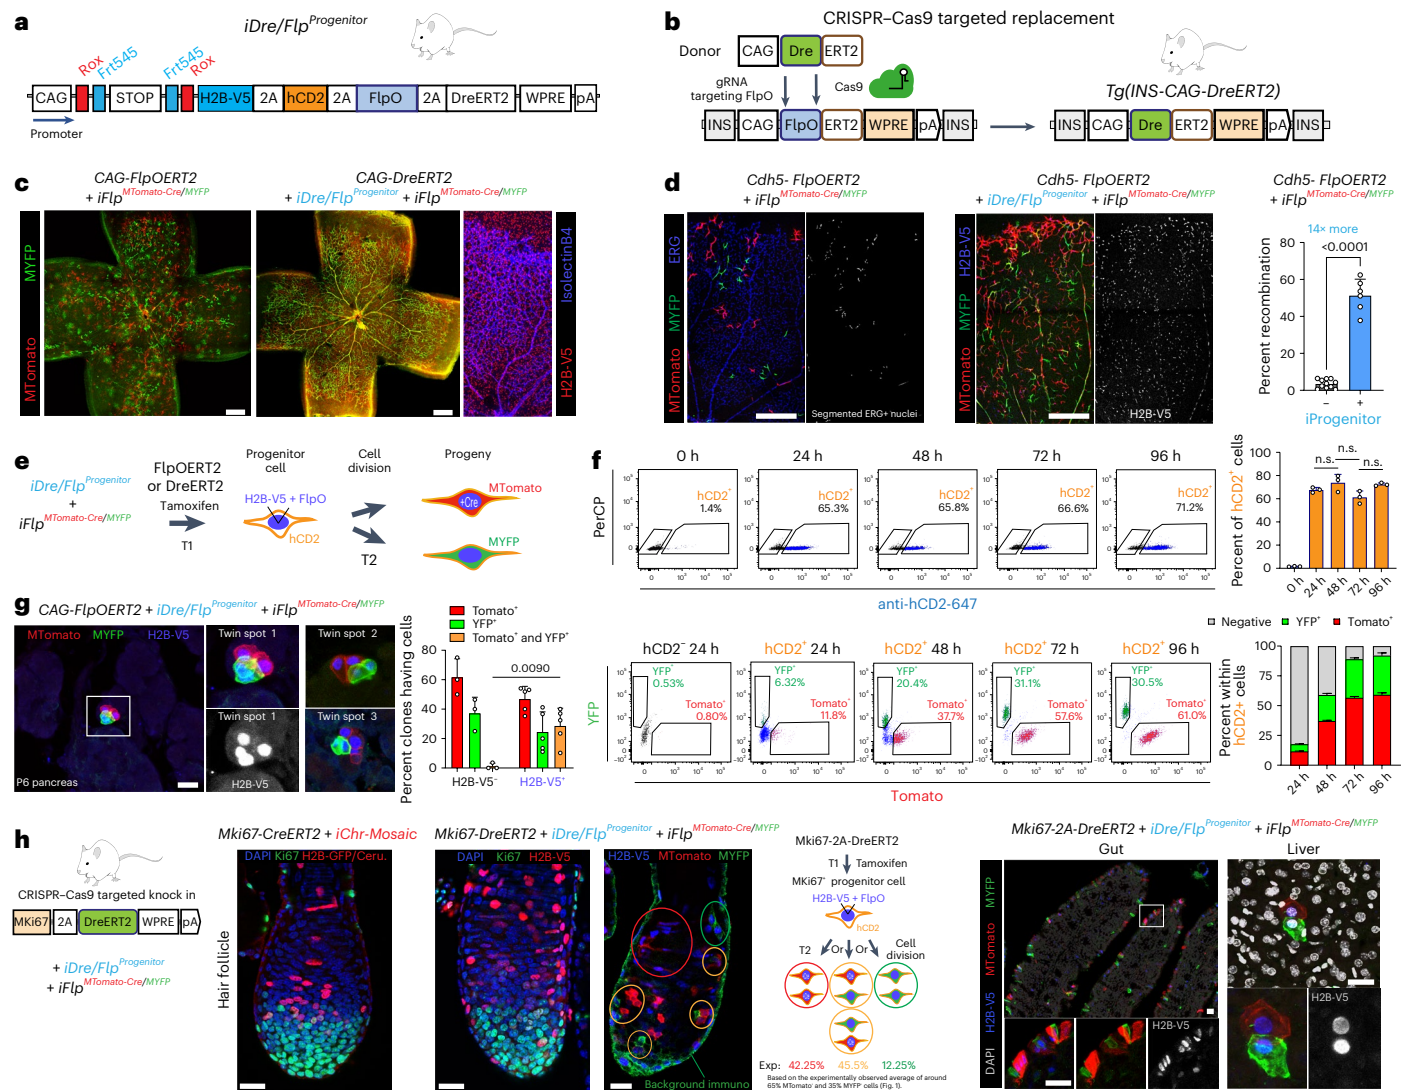 a
iDre/Flp^Progenitor
Rox
Frt545
Frt545
Rox
CAG
STOP
H2B-V5
2A
hCD2
2A
FlpO
2A
DreERT2
WPRE
pA
Promoter
b
CRISPR–Cas9 targeted replacement
Donor
CAG
Dre
ERT2
gRNA
targeting FlpO
Cas9
INS
CAG
FlpO
ERT2
WPRE
pA
INS
Tg(INS-CAG-DreERT2)
INS
CAG
Dre
ERT2
WPRE
pA
INS
c
CAG-FlpOERT2
+ iFlp^MTomato-Cre/MYFP
CAG-DreERT2
+ iDre/Flp^Progenitor + iFlp^MTomato-Cre/MYFP
MTomato MYFP
H2B-V5 IsolectinB4
d
Cdh5- FlpOERT2
+ iFlp^MTomato-Cre/MYFP
Cdh5- FlpOERT2
+ iDre/Flp^Progenitor + iFlp^MTomato-Cre/MYFP
Cdh5- FlpOERT2
+ iFlp^MTomato-Cre/MYFP
MTomato MYFP ERG
Segmented ERG+ nuclei
MTomato MYFP H2B-V5
H2B-V5
14× more
<0.0001
Percent recombination
80
60
40
20
0
– +
iProgenitor
e
iDre/Flp^Progenitor
+
iFlp^MTomato-Cre/MYFP
FlpOERT2
or DreERT2
Tamoxifen
T1
Progenitor
cell
H2B-V5 + FlpO
hCD2
Cell
division
T2
Progeny
+Cre
MTomato
MYFP
f
0 h 24 h 48 h 72 h 96 h
PerCP
hCD2+
1.4%
hCD2+
65.3%
hCD2+
65.8%
hCD2+
66.6%
hCD2+
71.2%
anti-hCD2-647
Percent of hCD2+ cells
100
80
60
40
20
0
n.s.
n.s.
n.s.
0 h 24 h 48 h 72 h 96 h
hCD2− 24 h
hCD2+ 24 h
hCD2+ 48 h
hCD2+ 72 h
hCD2+ 96 h
YFP
YFP+
0.53%
Tomato+
0.80%
YFP+
6.32%
Tomato+
11.8%
YFP+
20.4%
Tomato+
37.7%
YFP+
31.1%
Tomato+
57.6%
YFP+
30.5%
Tomato+
61.0%
Tomato
Negative YFP+ Tomato+
Percent within
hCD2+ cells
100
75
50
25
0
24 h 48 h 72 h 96 h
g
CAG-FlpOERT2 + iDre/Flp^Progenitor + iFlp^MTomato-Cre/MYFP
MTomato MYFP H2B-V5
P6 pancreas
Twin spot 1
Twin spot 2
Twin spot 1
H2B-V5
Twin spot 3
Tomato+
YFP+
Tomato+ and YFP+
Percent clones having cells
80
60
40
20
0
0.0090
H2B-V5− H2B-V5+
h
CRISPR–Cas9 targeted knock in
MKi67
2A
DreERT2
WPRE
pA
+ iDre/Flp^Progenitor
+ iFlp^MTomato-Cre/MYFP
Mki67-CreERT2 + iChr-Mosaic
DAPI Ki67 H2B-GFP/Ceru.
Hair follicle
Mki67-DreERT2 + iDre/Flp^Progenitor + iFlp^MTomato-Cre/MYFP
DAPI Ki67 H2B-V5
H2B-V5 MTomato MYFP
Background immuno
Mki67-2A-DreERT2
T1 Tamoxifen
MKi67+ progenitor cell
H2B-V5 + FlpO
hCD2
T2 Or Or Cell
division
Exp: 42.25% 45.5% 12.25%
Based on the experimentally observed average of around
65% MTomato+ and 35% MYFP+ cells (Fig. 1).
Mki67-2A-DreERT2 + iDre/Flp^Progenitor + iFlp^MTomato-Cre/MYFP
Gut
Liver
DAPI H2B-V5 MTomato MYFP
H2B-V5
H2B-V5